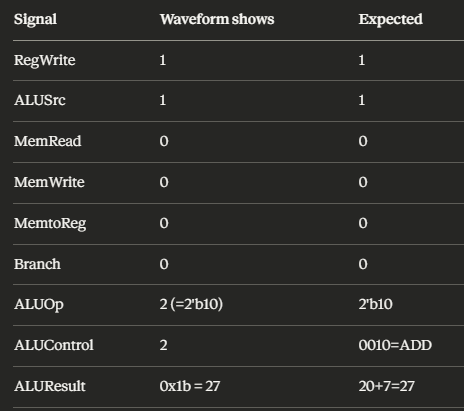 Signal Waveform shows Expected
RegWrite 1 1
ALUSrc 1 1
MemRead 0 0
MemWrite 0 0
MemtoReg 0 0
Branch 0 0
ALUOp 2 (=2'b10) 2'b10
ALUControl 2 0010=ADD
ALUResult 0x1b = 27 20+7=27